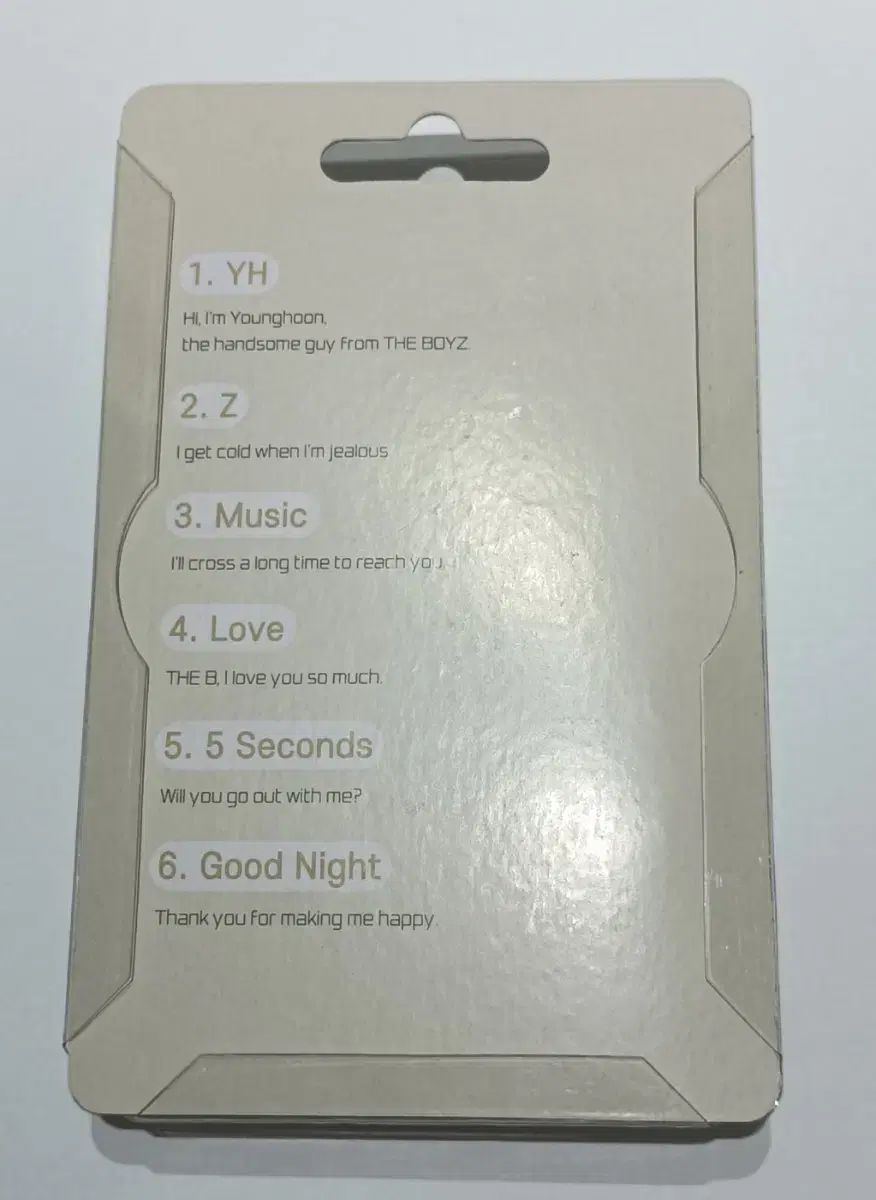 1. YH
Hi, I'm Younghoon,
the handsome guy from THE BOYZ.
2. Z
I get cold when I'm jealous
3. Music
I'll cross a long time to reach you.
4. Love
THE B, I love you so much.
5. 5 Seconds
Will you go out with me?
6. Good Night
Thank you for making me happy.